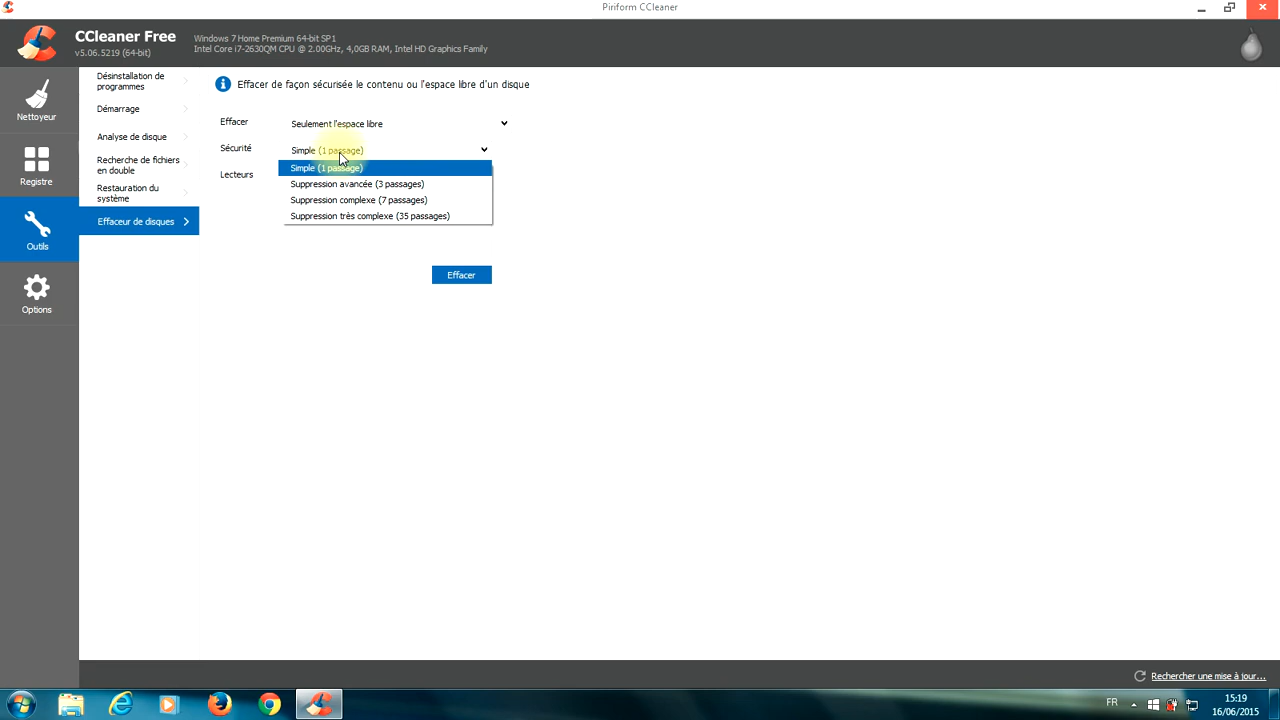 Piriform CCleaner
CCleaner Free
v5.06.5219 (64-bit)
Windows 7 Home Premium 64-bit SP1
Intel Core i7-2630QM CPU @ 2.00GHz, 4,0GB RAM, Intel HD Graphics Family
Nettoyeur
Registre
Outils
Options
Désinstallation de
programmes
Démarrage
Analyse de disque
Recherche de fichiers
en double
Restauration du
système
Effaceur de disques
Effacer de façon sécurisée le contenu ou l'espace libre d'un disque
Effacer
Seulement l'espace libre
Sécurité
Simple (1 passage)
Lecteurs
Simple (1 passage)
Suppression avancée (3 passages)
Suppression complexe (7 passages)
Suppression très complexe (35 passages)
Effacer
Rechercher une mise à jour...
FR
15:19
16/06/2015